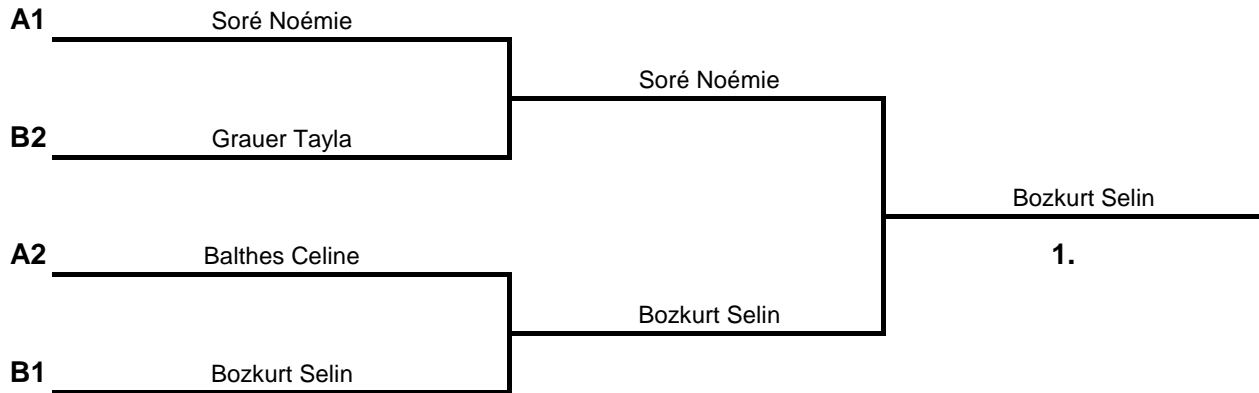 A1 Soré Noémie
Soré Noémie
B2 Grauer Tayla
Bozkurt Selin
A2 Balthes Celine
1.
Bozkurt Selin
B1 Bozkurt Selin